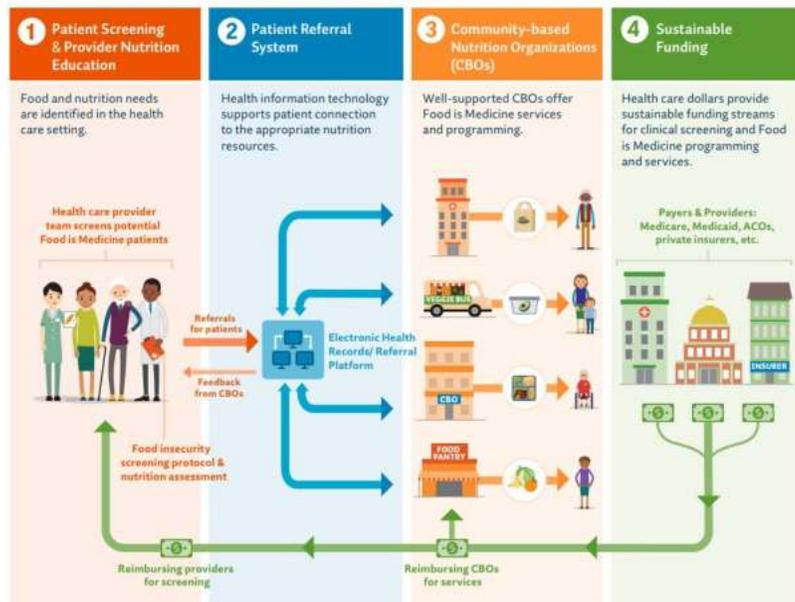 1
Patient Screening
& Provider Nutrition
Education
Food and nutrition needs
are identified in the health
care setting.
Health care provider
team screens potential
Food is Medicine patients
Referrals
for patients
Feedback
from CBOs
Food insecurity
screening protocol &
nutrition assessment
2
Patient Referral
System
Health information technology
supports patient connection
to the appropriate nutrition
resources.
Electronic Health
Records/ Referral
Platform
3
Community-based
Nutrition Organizations
(CBOs)
Well-supported CBOs offer
Food is Medicine services
and programming.
VEGGIE BUS
CBO
FOOD
PANTRY
4
Sustainable
Funding
Health care dollars provide
sustainable funding streams
for clinical screening and Food
is Medicine programming
and services.
Payers & Providers:
Medicare, Medicaid, ACOs,
private insurers, etc.
INSURER
$
$
$
$
$
Reimbursing providers
for screening
Reimbursing CBOs
for services